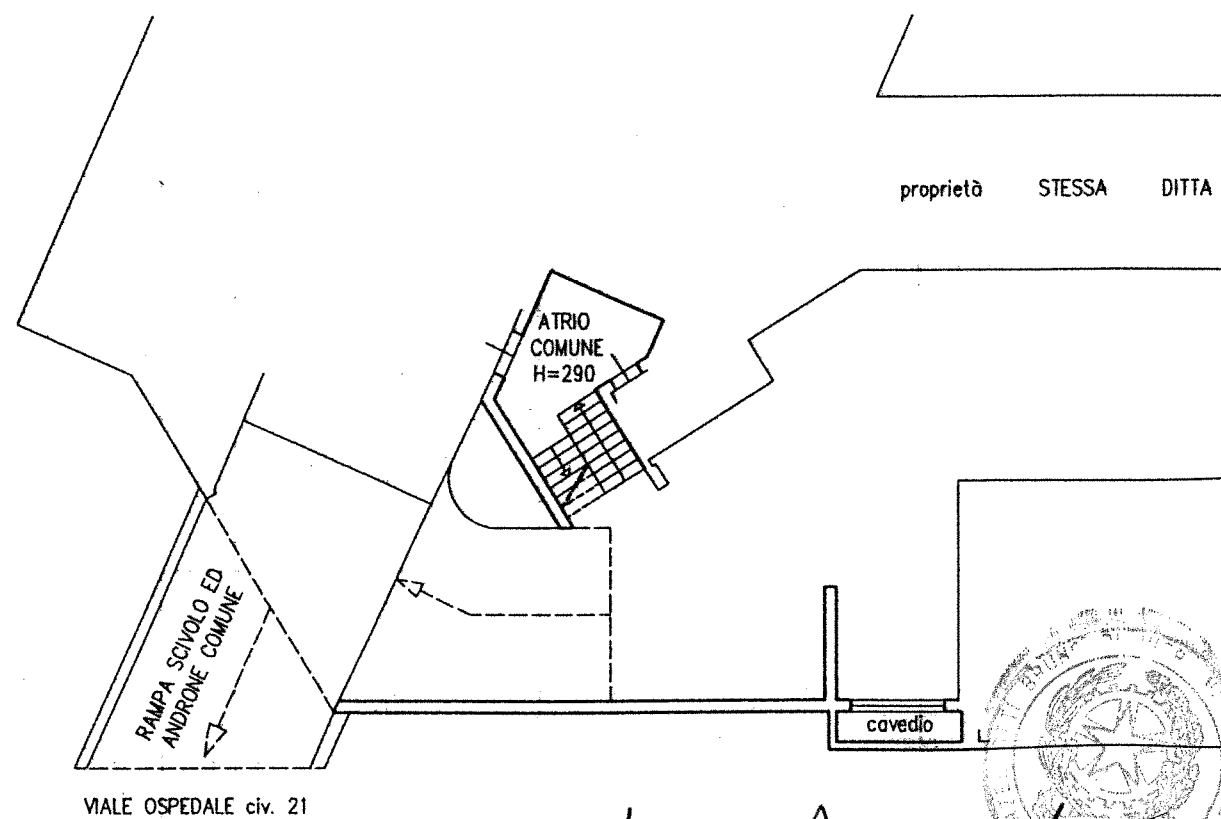 proprietà STESSA DITTA
ATRIO
COMUNE
H=290
RAMPA SCIVOLO ED
ANDRONE COMUNE
cavedio
VIALE OSPEDALE civ. 21